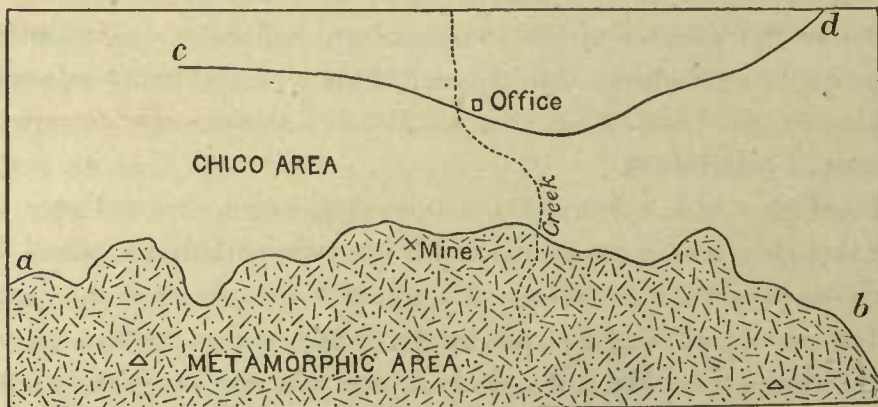 d
c
Office
CHICO AREA
Creek
Mine
a
b
METAMORPHIC AREA